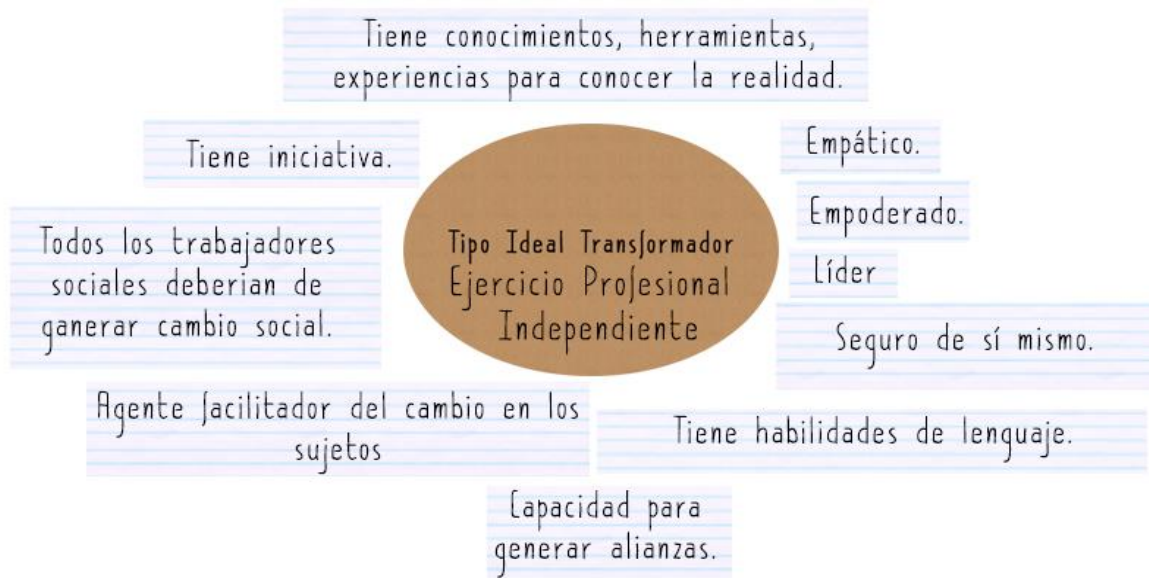 Tiene conocimientos, herramientas,
experiencias para conocer la realidad.
Tiene iniciativa.
Empático.
Empoderado.
Líder
Tipo Ideal Transformador
Ejercicio Profesional
Independiente
Todos los trabajadores
sociales deberian de
ganerar cambio social.
Seguro de sí mismo.
Agente facilitador del cambio en los
sujetos
Tiene habilidades de lenguaje.
Capacidad para
generar alianzas.